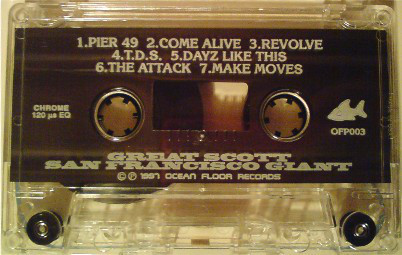 1.PIER 49 2.COME ALIVE 3.REVOLVE
4.T.D.S. 5.DAYZ LIKE THIS
6.THE ATTACK 7.MAKE MOVES
CHROME
120 µs EQ
OFP003
GREAT SCOTT
SAN FRANCISCO GIANT
© ℗ 1997 OCEAN FLOOR RECORDS